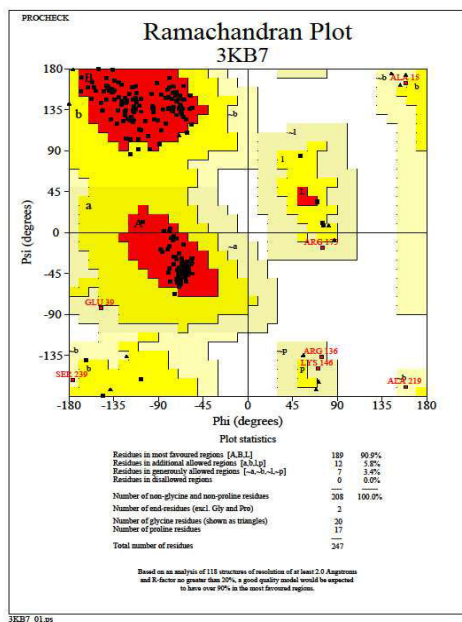 PROCHECK
Ramachandran Plot
3KB7
180
135
90
45
0
-45
-90
-135
-180
Psi (degrees)
B
b
a
A
~b
~l
l
L
~a
~b
b
~p
p
~b
b
~b
ALA 15
ARG 175
GLU 39
SER 239
ARG 136
LYS 146
ALA 219
-180 -135 -90 -45 0 45 90 135 180
Phi (degrees)
Plot statistics
Residues in most favoured regions [A,B,L] 189 90.9%
Residues in additional allowed regions [a,b,l,p] 12 5.8%
Residues in generously allowed regions [~a,~b,~l,~p] 7 3.4%
Residues in disallowed regions 0 0.0%
Number of non-glycine and non-proline residues 208 100.0%
Number of end-residues (excl. Gly and Pro) 2
Number of glycine residues (shown as triangles) 20
Number of proline residues 17
Total number of residues 247
Based on an analysis of 118 structures of resolution of at least 2.0 Angstroms
and R-factor no greater than 20%, a good quality model would be expected
to have over 90% in the most favoured regions.
3KB7_01.ps